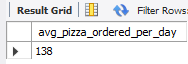 Result Grid Filter Rows:
avg_pizza_ordered_per_day
138